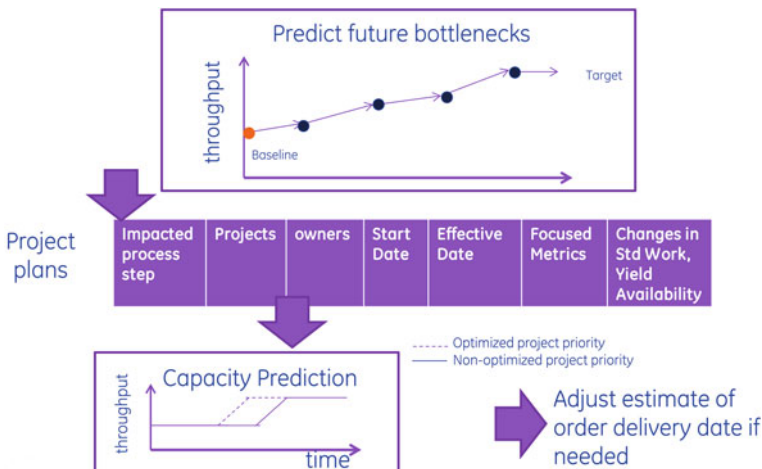 Predict future bottlenecks
throughput
Target
Baseline
Project
plans
Impacted
process
step
Projects
owners
Start
Date
Effective
Date
Focused
Metrics
Changes in
Std Work,
Yield
Availability
Optimized project priority
Non-optimized project priority
Capacity Prediction
throughput
time
Adjust estimate of
order delivery date if
needed